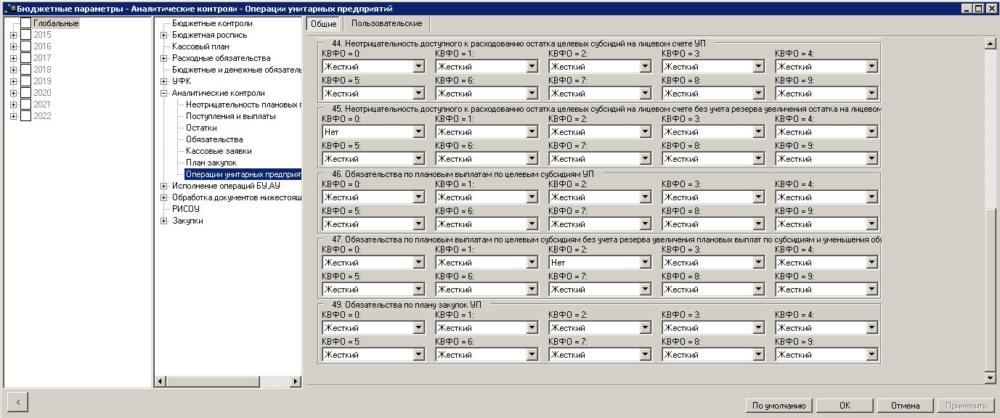 Бюджетные параметры - Аналитические контроли - Операции унитарных предприятий
Глобальные
2015
2016
2017
2018
2019
2020
2021
2022
Бюджетные контроли
Бюджетная роспись
Кассовый план
Расходные обязательства
Бюджетные и денежные обязатель
УФК
Аналитические контроли
Неотрицательность плановых г
Поступления и выплаты
Остатки
Обязательства
Кассовые заявки
План закупок
Операции унитарных предприят
Исполнение операций БУ,АУ
Обработка документов нижестоящ
РИСОУ
Закупки
Общие Пользовательские
44. Неотрицательность доступного к расходованию остатка целевых субсидий на лицевом счете УП
КВФО = 0: КВФО = 1: КВФО = 2: КВФО = 3: КВФО = 4:
Жесткий Жесткий Жесткий Жесткий Жесткий
КВФО = 5: КВФО = 6: КВФО = 7: КВФО = 8: КВФО = 9:
Жесткий Жесткий Жесткий Жесткий Жесткий
45. Неотрицательность доступного к расходованию остатка целевых субсидий на лицевом счете без учета резерва увеличения остатка на лицевом
КВФО = 0: КВФО = 1: КВФО = 2: КВФО = 3: КВФО = 4:
Нет Жесткий Жесткий Жесткий Жесткий
КВФО = 5: КВФО = 6: КВФО = 7: КВФО = 8: КВФО = 9:
Жесткий Жесткий Жесткий Жесткий Жесткий
46. Обязательства по плановым выплатам по целевым субсидиям УП
КВФО = 0: КВФО = 1: КВФО = 2: КВФО = 3: КВФО = 4:
Жесткий Жесткий Жесткий Жесткий Жесткий
КВФО = 5: КВФО = 6: КВФО = 7: КВФО = 8: КВФО = 9:
Жесткий Жесткий Жесткий Жесткий Жесткий
47. Обязательства по плановым выплатам по целевым субсидиям без учета резерва увеличения плановых выплат по субсидиям и уменьшения обя
КВФО = 0: КВФО = 1: КВФО = 2: КВФО = 3: КВФО = 4:
Жесткий Жесткий Нет Жесткий Жесткий
КВФО = 5: КВФО = 6: КВФО = 7: КВФО = 8: КВФО = 9:
Жесткий Жесткий Жесткий Жесткий Жесткий
49. Обязательства по плану закупок УП
КВФО = 0: КВФО = 1: КВФО = 2: КВФО = 3: КВФО = 4:
Жесткий Жесткий Жесткий Жесткий Жесткий
КВФО = 5: КВФО = 6: КВФО = 7: КВФО = 8: КВФО = 9:
Жесткий Жесткий Жесткий Жесткий Жесткий
< По умолчанию OK Отмена Применить